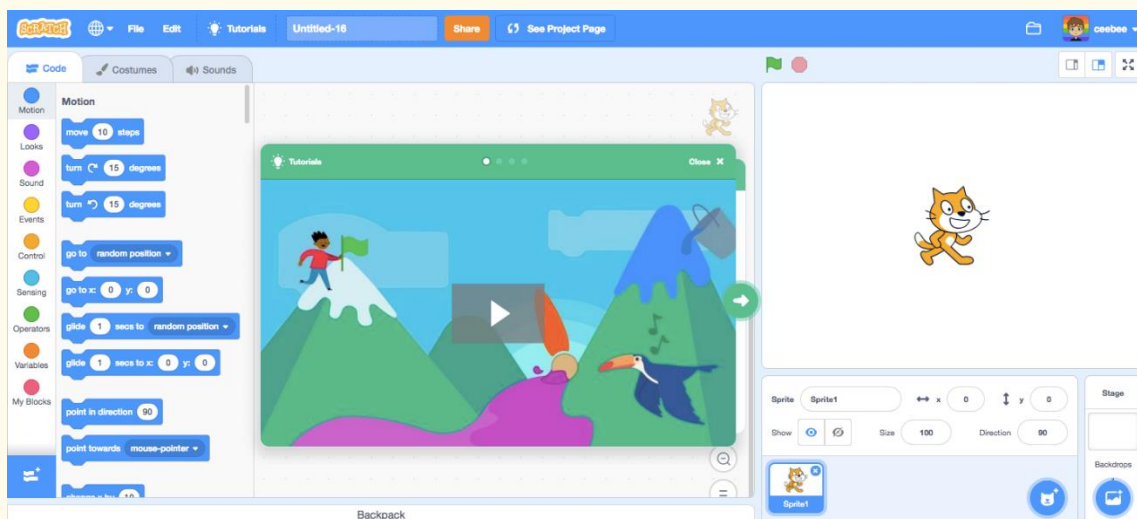 SCRATCH File Edit Tutorials Untitled-16 Share See Project Page ceebee
Code Costumes Sounds
Motion
Looks
Sound
Events
Control
Sensing
Operators
Variables
My Blocks
Motion
move 10 steps
turn 15 degrees
turn 15 degrees
go to random position
go to x: 0 y: 0
glide 1 secs to random position
glide 1 secs to x: 0 y: 0
point in direction 90
point towards mouse-pointer
change x by 10
Tutorials Close X
Sprite Sprite1 x 0 y 0
Show Size 100 Direction 90
Sprite1
Stage
Backdrops
Backpack